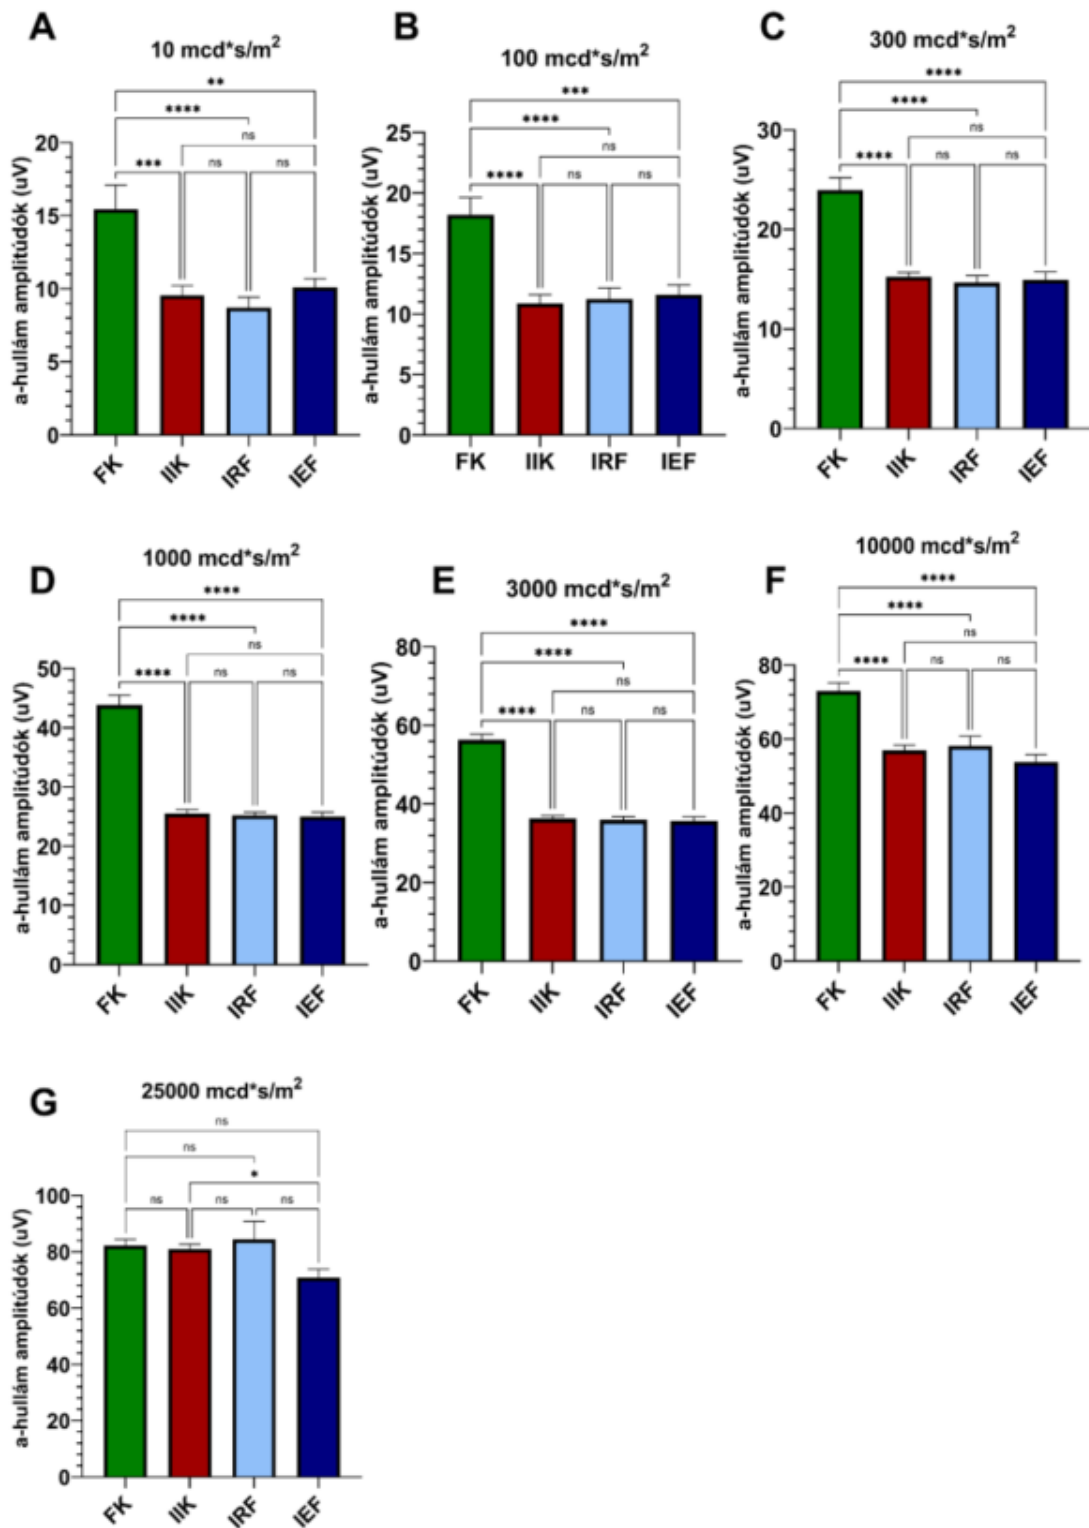 A
10 mcd*s/m²
**
****
ns
*** ns ns
a-hullám amplitúdók (uV)
20
15
10
5
0
FK IIK IRF IEF
B
100 mcd*s/m²
***
****
ns
**** ns ns
a-hullám amplitúdók (uV)
25
20
15
10
5
0
FK IIK IRF IEF
C
300 mcd*s/m²
****
****
ns
**** ns ns
a-hullám amplitúdók (uV)
30
20
10
0
FK IIK IRF IEF
D
1000 mcd*s/m²
****
****
ns
**** ns ns
a-hullám amplitúdók (uV)
50
40
30
20
10
0
FK IIK IRF IEF
E
3000 mcd*s/m²
****
****
ns
**** ns ns
a-hullám amplitúdók (uV)
80
60
40
20
0
FK IIK IRF IEF
F
10000 mcd*s/m²
****
****
ns
**** ns ns
a-hullám amplitúdók (uV)
80
60
40
20
0
FK IIK IRF IEF
G
25000 mcd*s/m²
ns
ns
*
ns ns ns
a-hullám amplitúdók (uV)
100
80
60
40
20
0
FK IIK IRF IEF